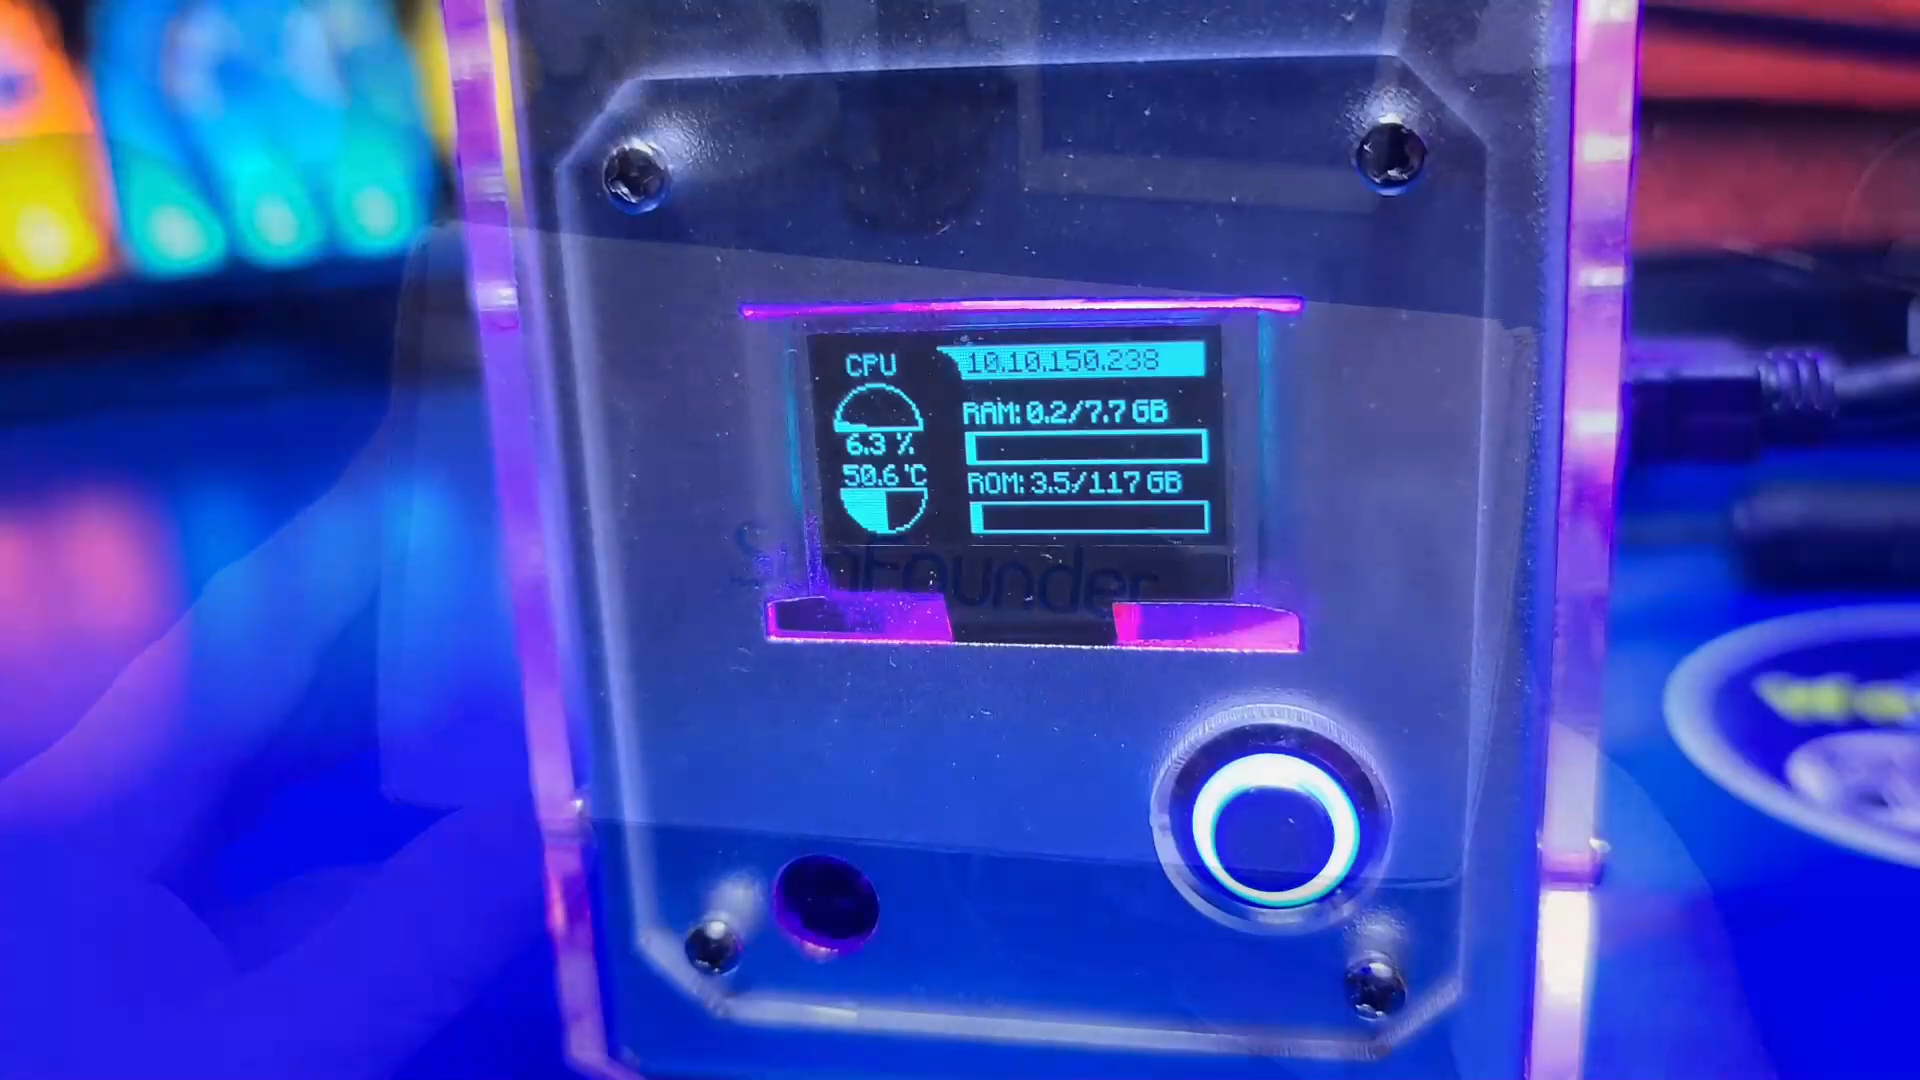 CPU
6.3 %
50.6 'C
10.10.150.238
RAM: 0.2/7.7 GB
ROM: 3.5/117 GB
SunFounder